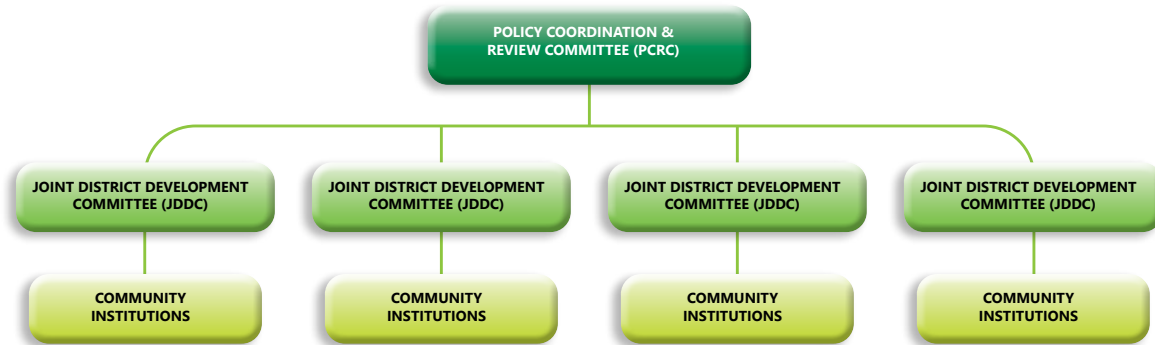 POLICY COORDINATION &
REVIEW COMMITTEE (PCRC)
JOINT DISTRICT DEVELOPMENT
COMMITTEE (JDDC)
JOINT DISTRICT DEVELOPMENT
COMMITTEE (JDDC)
JOINT DISTRICT DEVELOPMENT
COMMITTEE (JDDC)
JOINT DISTRICT DEVELOPMENT
COMMITTEE (JDDC)
COMMUNITY
INSTITUTIONS
COMMUNITY
INSTITUTIONS
COMMUNITY
INSTITUTIONS
COMMUNITY
INSTITUTIONS